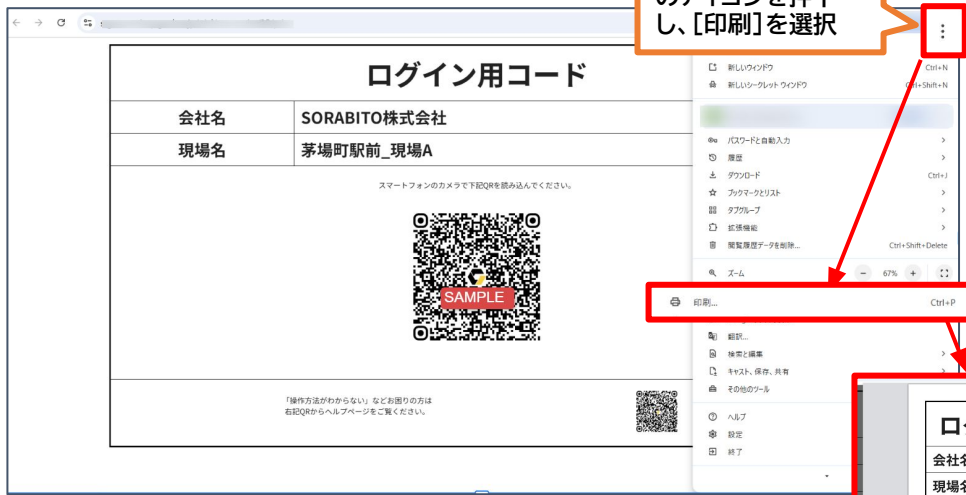 のアイコンを押下
し、[印刷]を選択
ログイン用コード
会社名 SORABITO株式会社
現場名 茅場町駅前_現場A
スマートフォンのカメラで下記QRを読み込んでください。
SAMPLE
「操作方法がわからない」などお困りの方は
右記QRからヘルプページをご覧ください。
新しいウィンドウ Ctrl+N
新しいシークレット ウィンドウ Ctrl+Shift+N
パスワードと自動入力
履歴
ダウンロード Ctrl+J
ブックマークとリスト
タブグループ
拡張機能
閲覧履歴データを削除... Ctrl+Shift+Delete
ズーム − 67% +
印刷... Ctrl+P
翻訳...
検索と編集
キャスト、保存、共有
その他のツール
ヘルプ
設定
終了
会社名
現場名